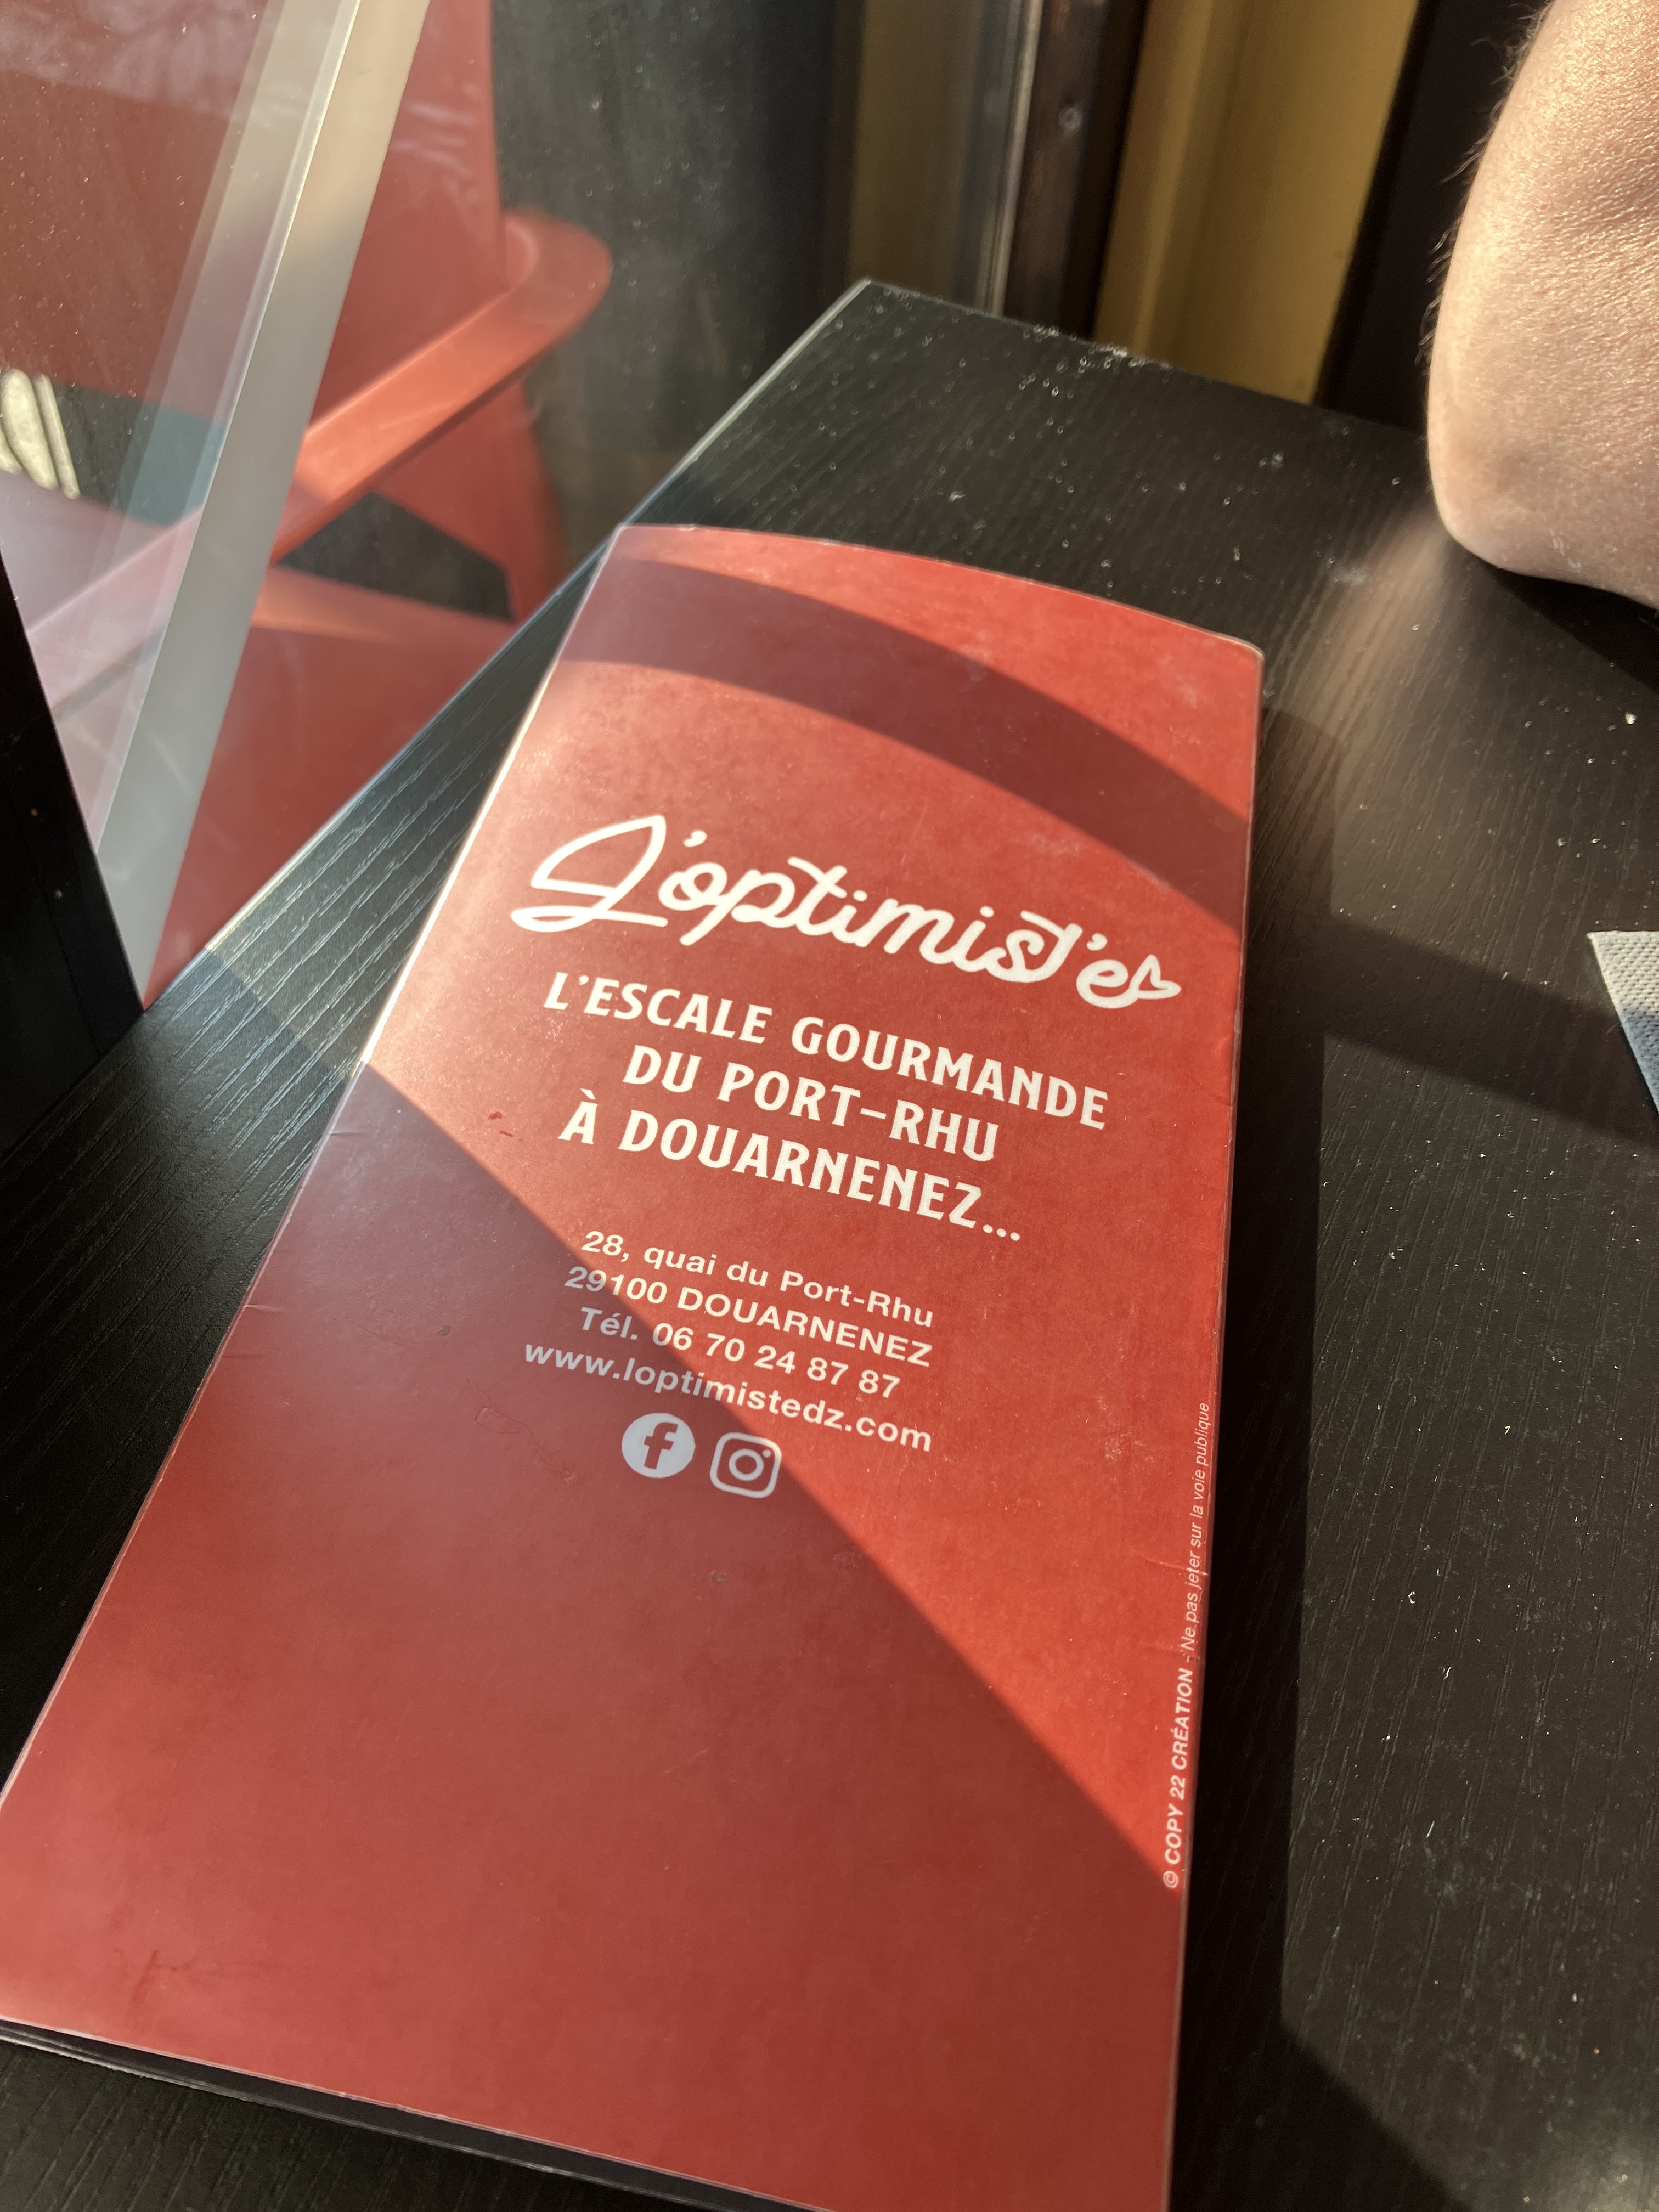 L'optimist'e
L'ESCALE GOURMANDE
DU PORT-RHU
À DOUARNENEZ...
28, quai du Port-Rhu
29100 DOUARNENEZ
Tél. 06 70 24 87 87
www.loptimistedz.com
© COPY 22 CRÉATION - Ne pas jeter sur la voie publique